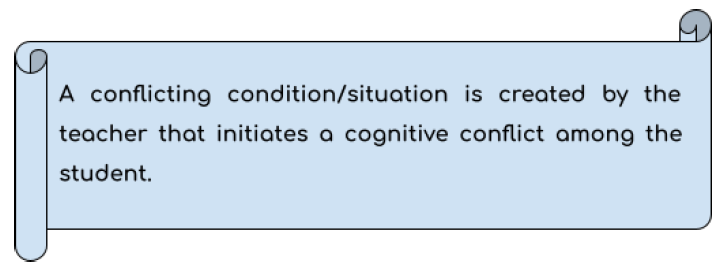 A conflicting condition/situation is created by the
teacher that initiates a cognitive conflict among the
student.